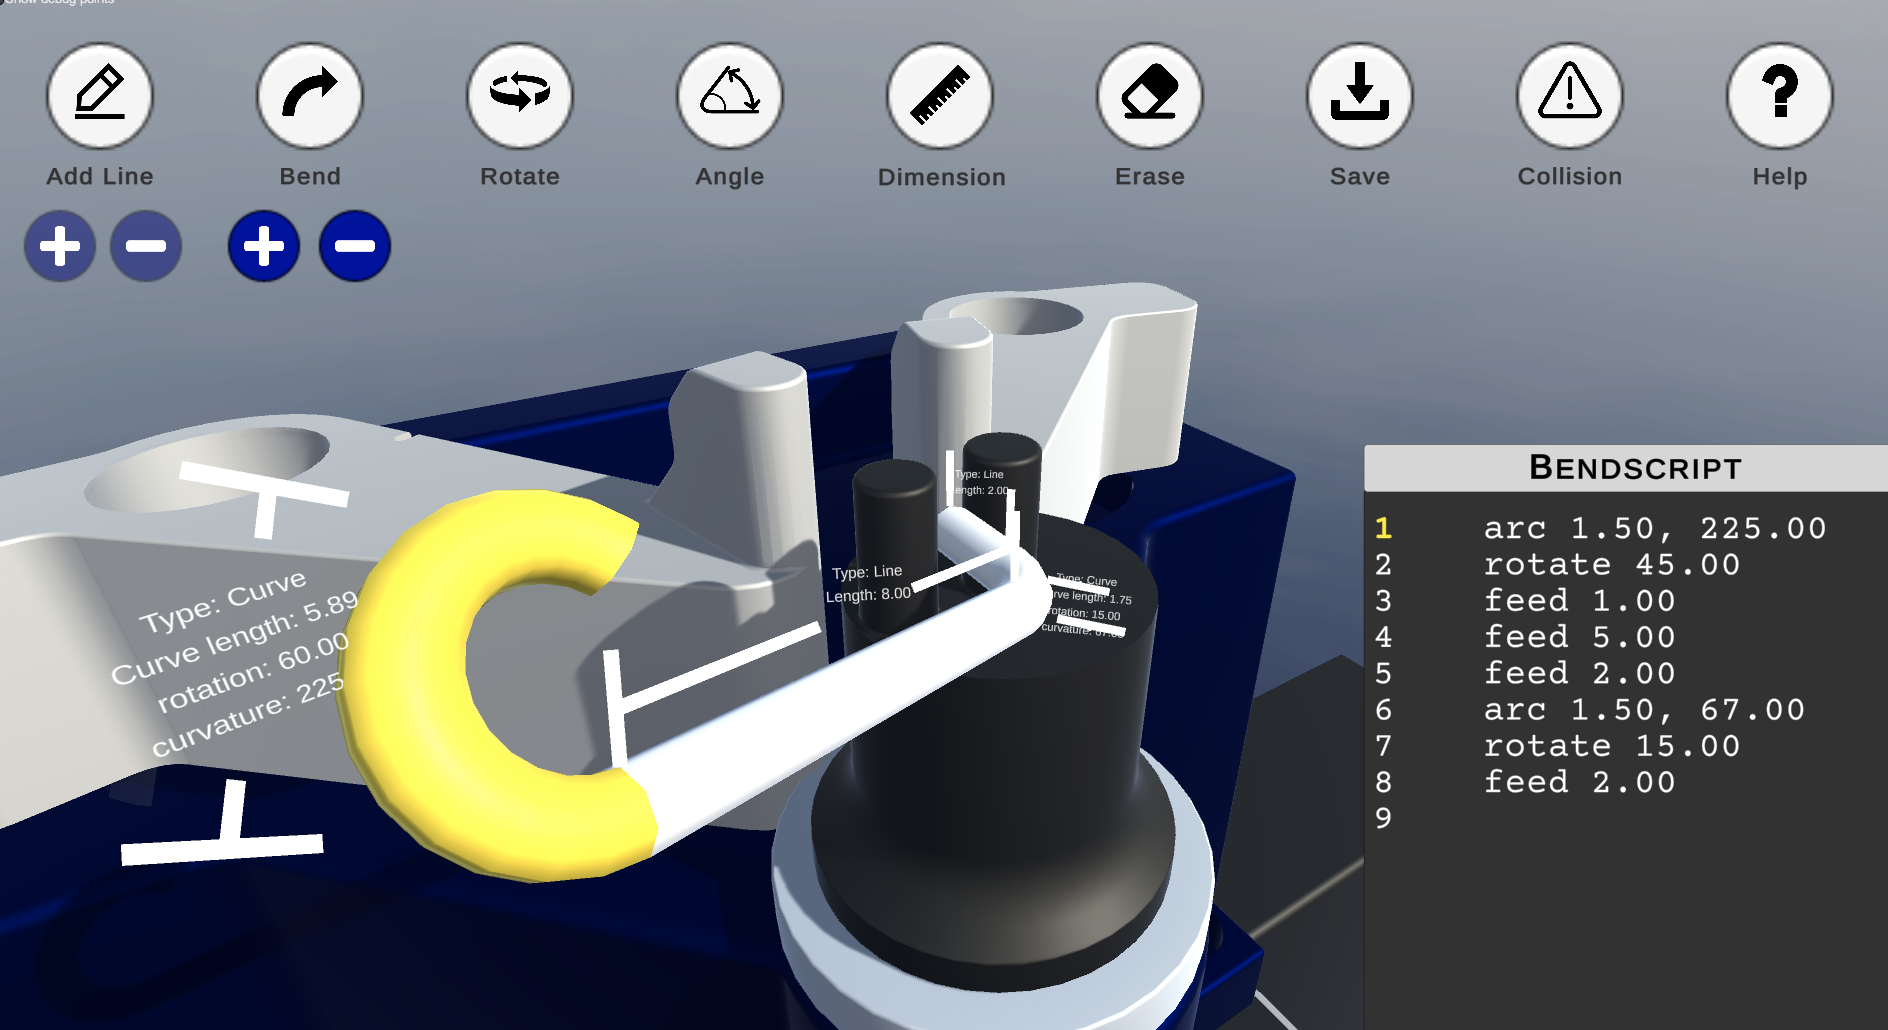 Show debug points
Add Line
Bend
Rotate
Angle
Dimension
Erase
Save
Collision
Help
Type: Line
Length: 2.00
Type: Line
Length: 8.00
Type: Curve
Curve length: 5.89
rotation: 60.00
curvature: 225
Type: Curve
rve length: 1.75
rotation: 15.00
curvature:
BENDSCRIPT
1 arc 1.50, 225.00
2 rotate 45.00
3 feed 1.00
4 feed 5.00
5 feed 2.00
6 arc 1.50, 67.00
7 rotate 15.00
8 feed 2.00
9